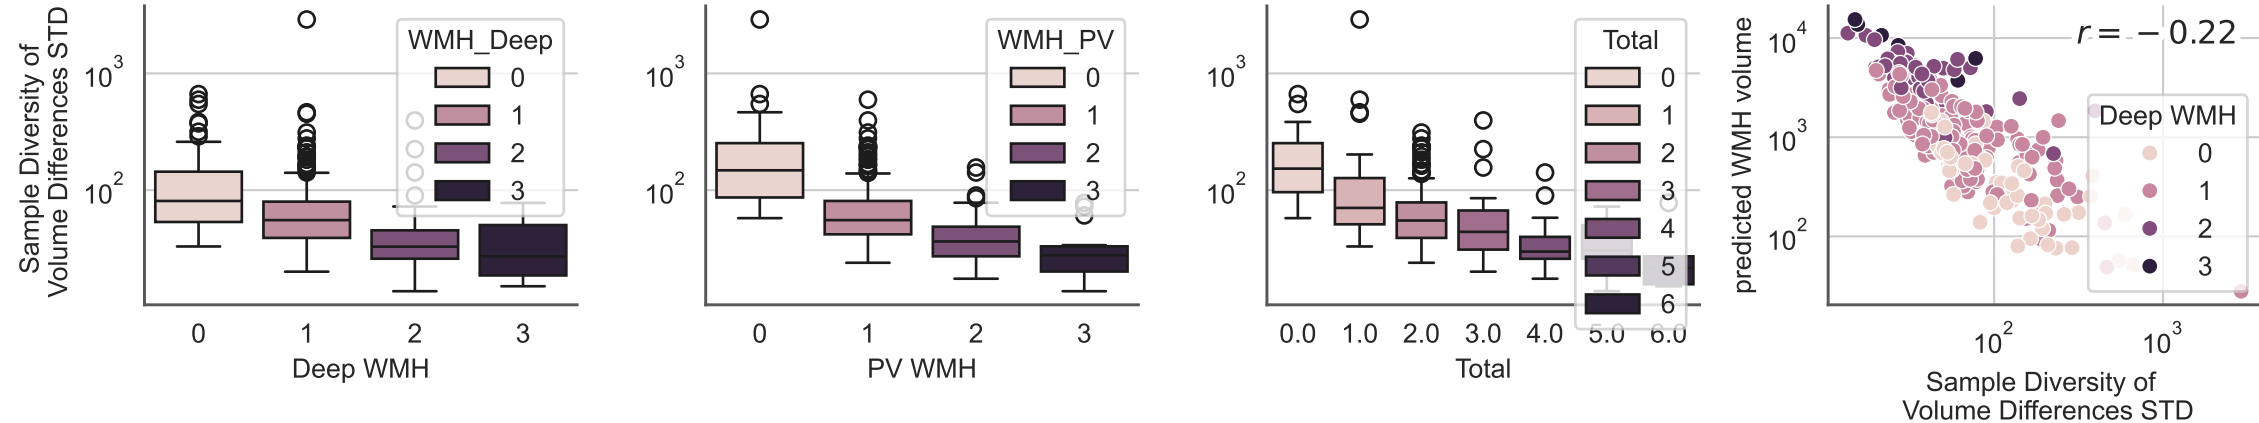 Sample Diversity of
Volume Differences STD
10^3
10^2
WMH_Deep
0
1
2
3
0 1 2 3
Deep WMH
10^3
10^2
WMH_PV
0
1
2
3
0 1 2 3
PV WMH
10^3
10^2
Total
0
1
2
3
4
5
6
0.0 1.0 2.0 3.0 4.0 5.0 6.0
Total
predicted WMH volume
10^4
10^3
10^2
r = − 0.22
Deep WMH
0
1
2
3
10^2 10^3
Sample Diversity of
Volume Differences STD